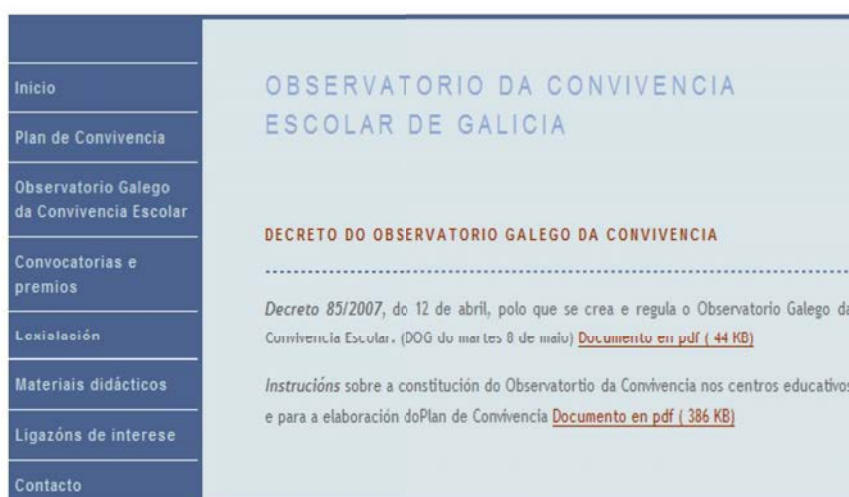 Inicio
Plan de Convivencia
Observatorio Galego
da Convivencia Escolar
Convocatorias e
premios
Lexislación
Materiais didácticos
Ligazóns de interese
Contacto
OBSERVATORIO DA CONVIVENCIA
ESCOLAR DE GALICIA
DECRETO DO OBSERVATORIO GALEGO DA CONVIVENCIA
Decreto 85/2007, do 12 de abril, polo que se crea e regula o Observatorio Galego da
Convivencia Escolar. (DOG do martes 8 de maio) Documento en pdf ( 44 KB)
Instrucións sobre a constitución do Observatortio da Convivencia nos centros educativos
e para a elaboración doPlan de Convivencia Documento en pdf ( 386 KB)